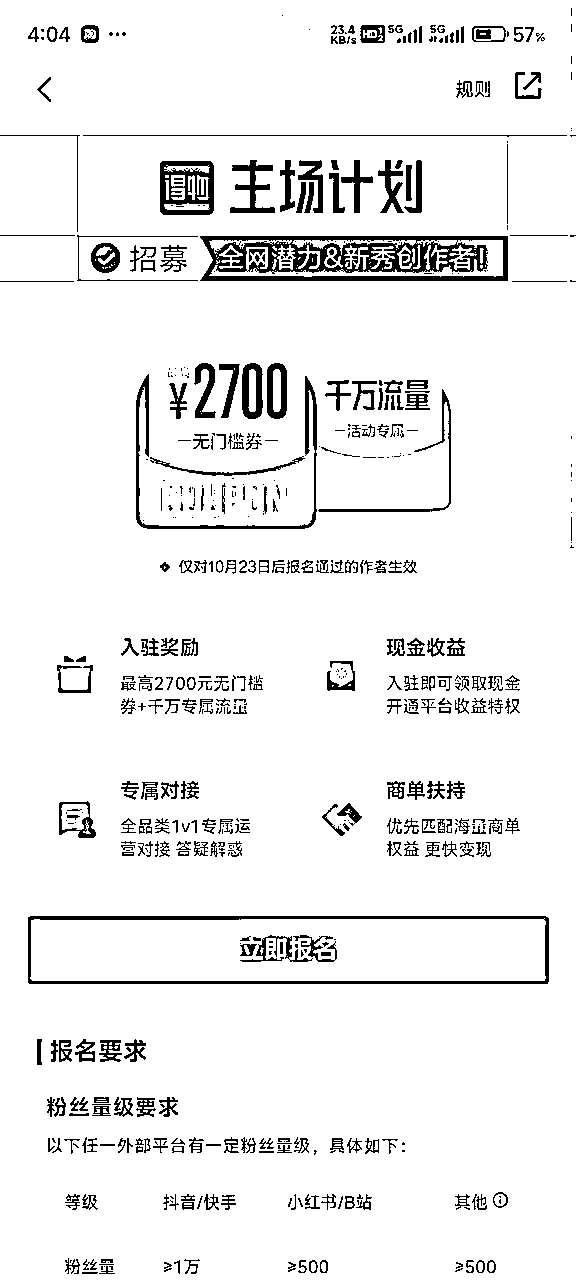 4:04 ··· 23.4 KB/s HD 5G 5G 57%
规则
得物 主场计划
招募 全网潜力&新秀创作者!
¥2700 千万流量
无门槛券 活动专属
COUPON
仅对10月23日后报名通过的作者生效
入驻奖励 现金收益
最高2700元无门槛 入驻即可领取现金
券+千万专属流量 开通平台收益特权
专属对接 商单扶持
全品类1v1专属运 优先匹配海量商单
营对接 答疑解惑 权益 更快变现
立即报名
报名要求
粉丝量级要求
以下任一外部平台有一定粉丝量级，具体如下：
等级 抖音/快手 小红书/B站 其他
粉丝量 ≥1万 ≥500 ≥500